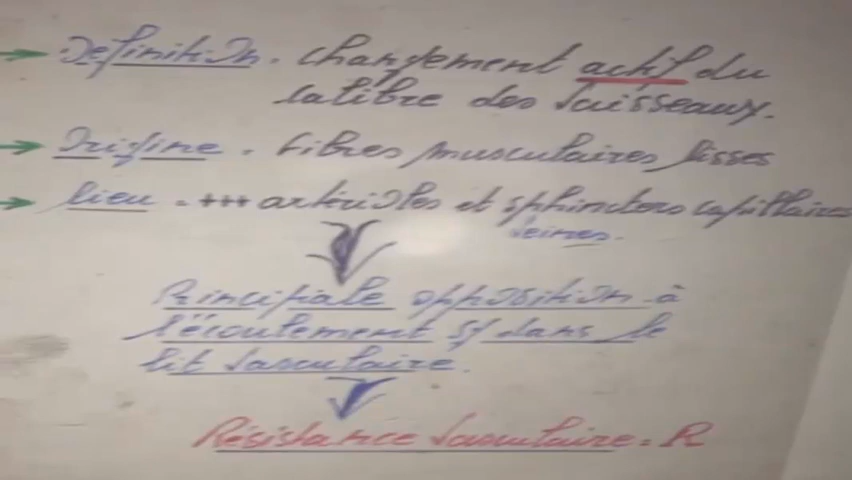 → Définition. changement actif du
calibre des vaisseaux.
→ Origine. fibres musculaires lisses
→ lieu. +++ artérioles et sphincters capillaires
Veines.
Principale opposition à
l'écoulement sg dans le
lit vasculaire.
Résistance vasculaire = R